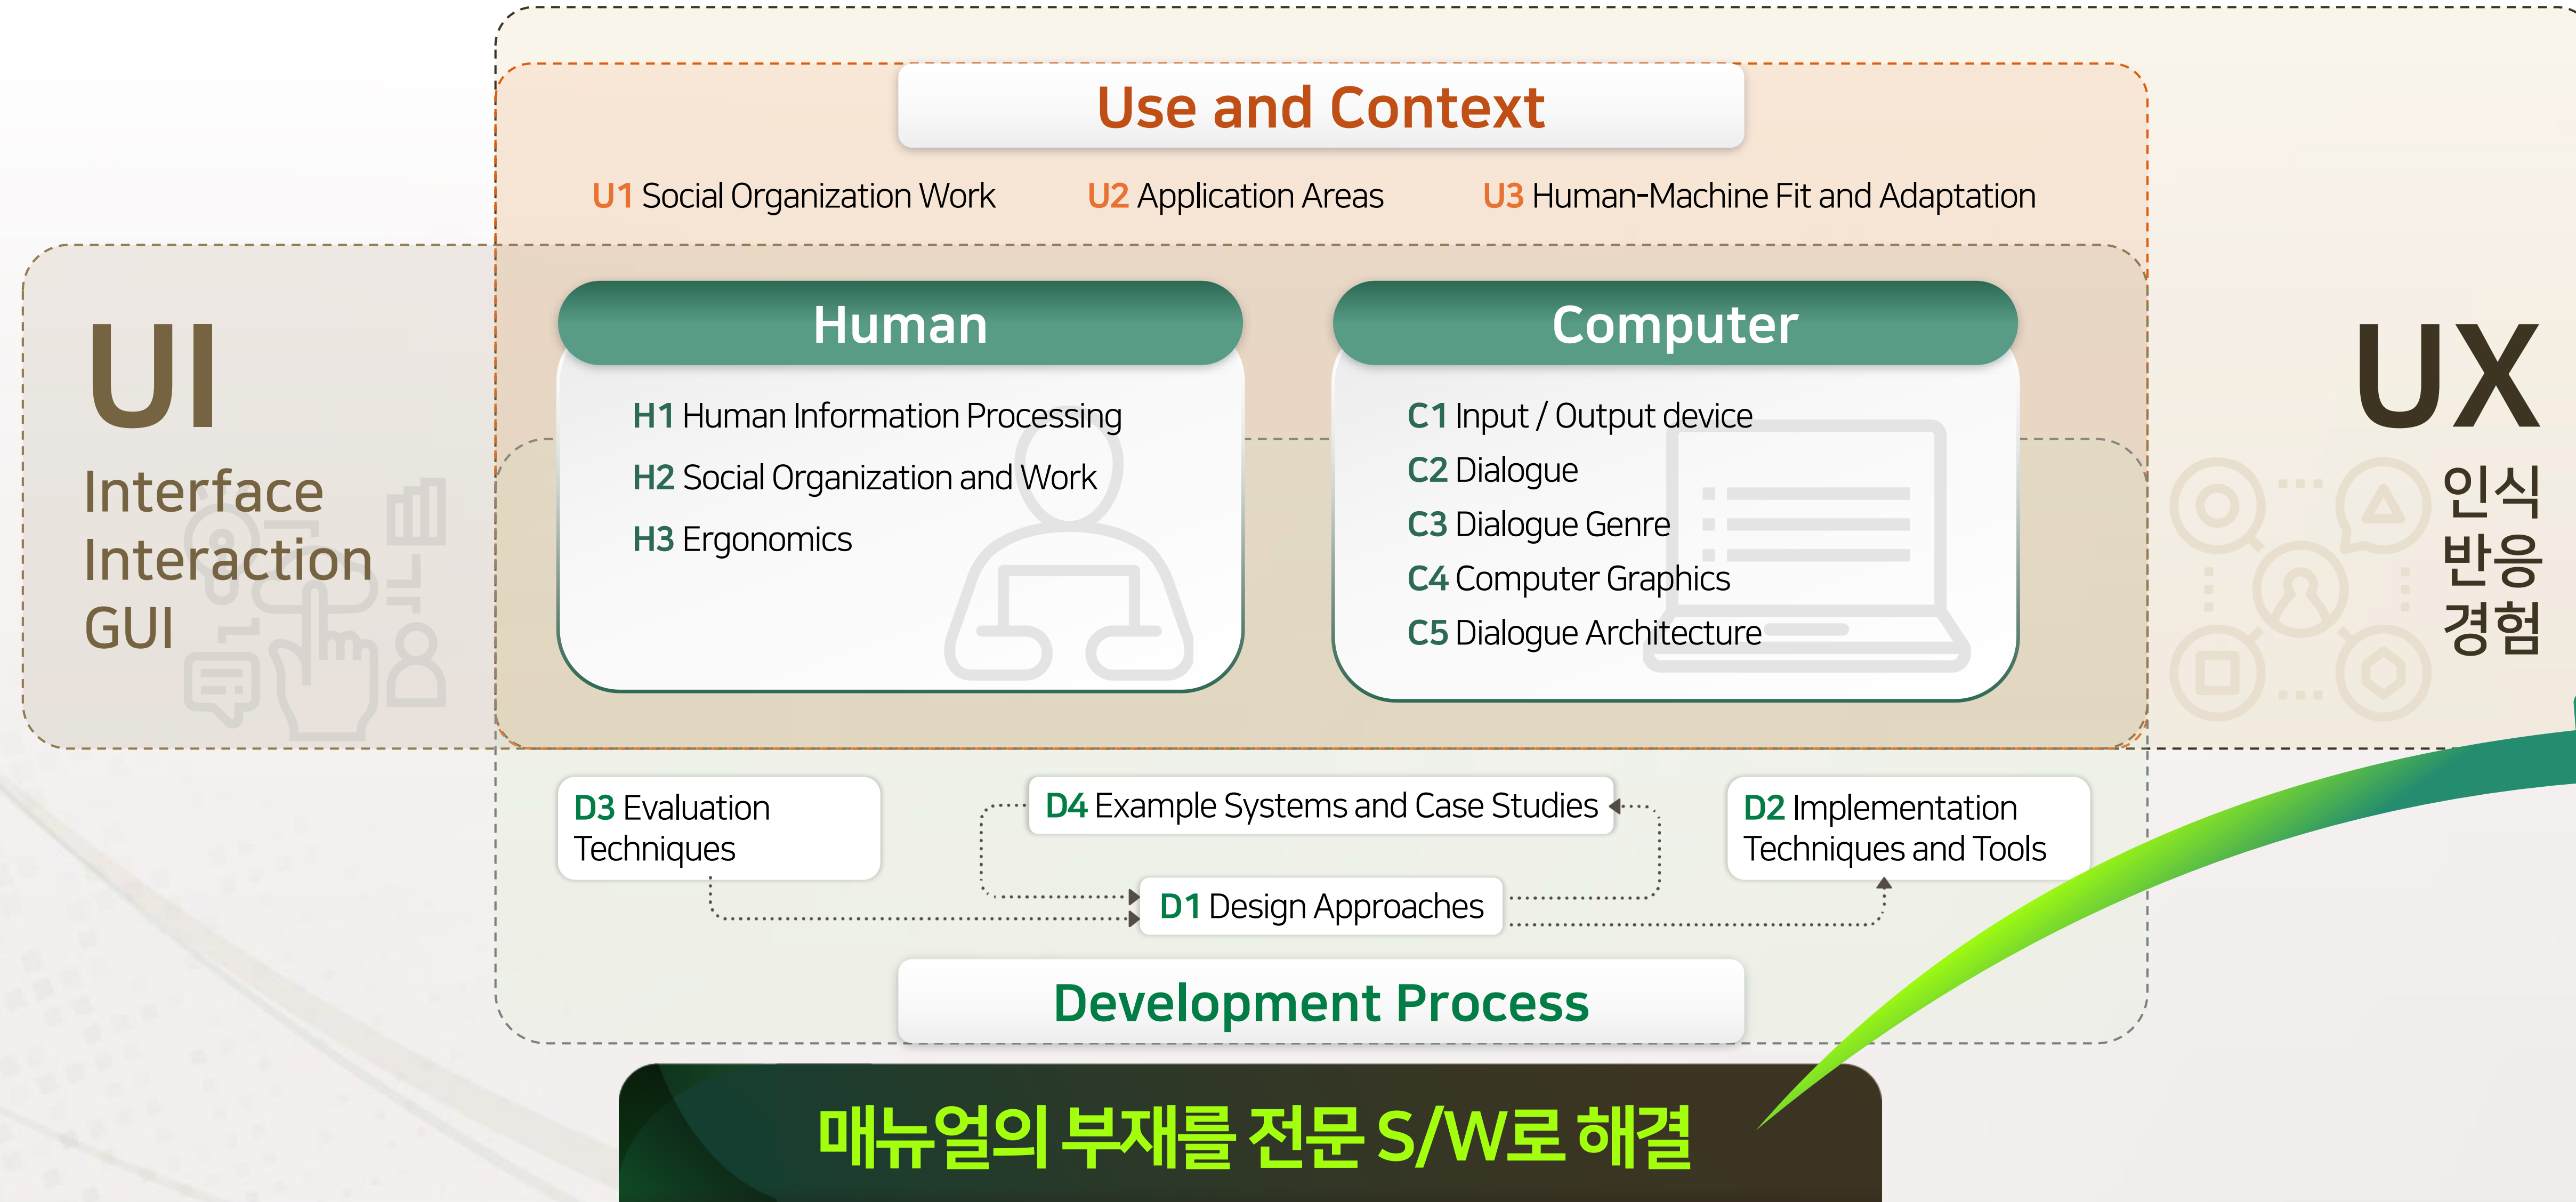 Use and Context
U1 Social Organization Work
U2 Application Areas
U3 Human-Machine Fit and Adaptation
UI
Interface
Interaction
GUI
Human
H1 Human Information Processing
H2 Social Organization and Work
H3 Ergonomics
Computer
C1 Input / Output device
C2 Dialogue
C3 Dialogue Genre
C4 Computer Graphics
C5 Dialogue Architecture
UX
인식
반응
경험
D3 Evaluation
Techniques
D4 Example Systems and Case Studies
D2 Implementation
Techniques and Tools
D1 Design Approaches
Development Process
매뉴얼의 부재를 전문 S/W로 해결